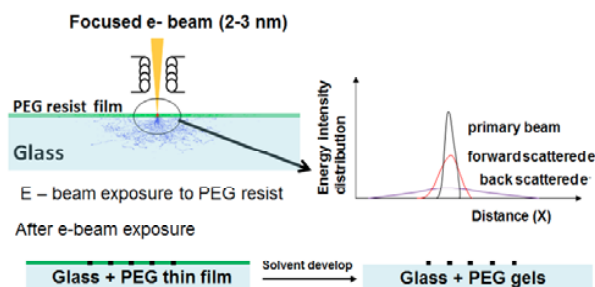 Focused e- beam (2-3 nm)
PEG resist film
Glass
E – beam exposure to PEG resist
Energy intensity
distribution
primary beam
forward scattered e
back scattered e-
Distance (X)
After e-beam exposure
Glass + PEG thin film
Solvent develop
Glass + PEG gels